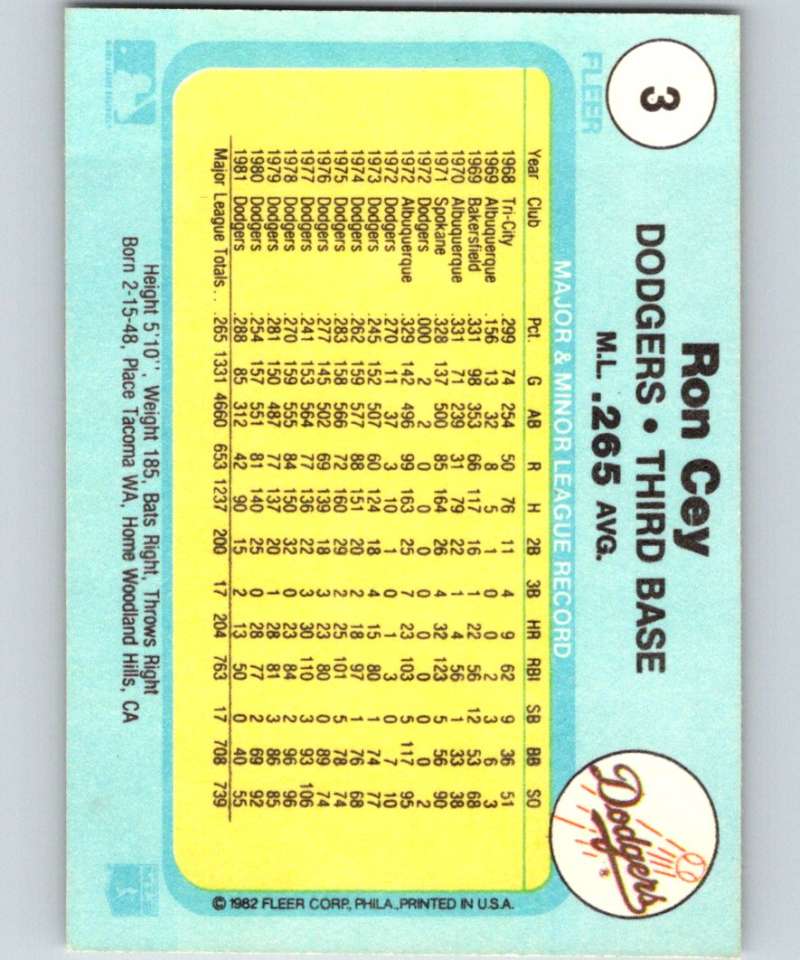 3
Ron Cey
DODGERS • THIRD BASE
M.L. .265 AVG.
Dodgers
FLEER
MAJOR & MINOR LEAGUE RECORD
Year Club Pct. G AB R H 2B 3B HR RBI SB BB SO
1968 Tri-City .299 74 254 50 76 11 4 9 62 9 36 51
1969 Albuquerque .156 13 32 8 5 1 0 0 2 3 6 3
1969 Bakersfield .331 98 353 66 117 16 1 22 56 12 53 68
1970 Albuquerque .331 71 239 31 79 22 1 4 56 1 33 38
1971 Spokane .328 137 500 85 164 26 4 32 123 5 56 90
1972 Dodgers .000 2 2 0 0 0 0 0 0 0 0 2
1972 Albuquerque .329 142 496 99 163 25 7 23 103 5 117 95
1972 Dodgers .270 11 37 3 10 1 0 1 3 0 7 10
1973 Dodgers .245 152 507 60 124 18 4 15 80 1 74 77
1974 Dodgers .262 159 577 88 151 20 2 18 97 1 76 68
1975 Dodgers .283 158 566 72 160 29 2 25 101 5 78 74
1976 Dodgers .277 145 502 69 139 18 3 23 80 0 89 74
1977 Dodgers .241 153 564 77 136 22 3 30 110 3 93 106
1978 Dodgers .270 159 555 84 150 32 0 23 84 2 96 96
1979 Dodgers .281 150 487 77 137 20 1 28 81 3 86 85
1980 Dodgers .254 157 551 81 140 25 0 28 77 2 69 92
1981 Dodgers .288 85 312 42 90 15 2 13 50 0 40 55
Major League Totals . . .265 1331 4660 653 1237 200 17 204 763 17 708 739
© 1982 FLEER CORP., PHILA., PRINTED IN U.S.A.
Height 5'10'', Weight 185, Bats Right, Throws Right
Born 2-15-48, Place Tacoma WA, Home Woodland Hills, CA